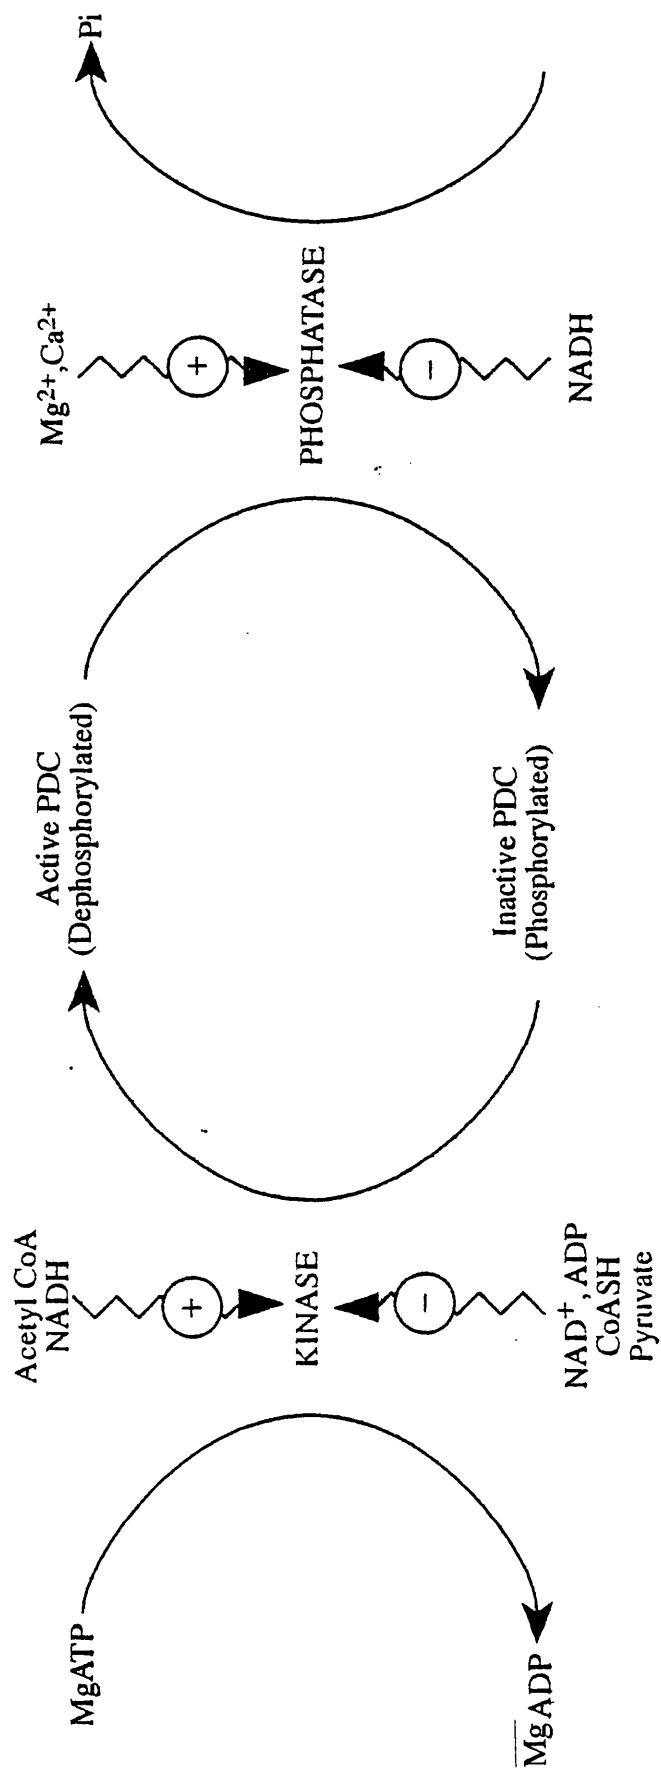 Acetyl CoA
NADH
MgATP
KINASE
MgADP
NAD⁺, ADP
CoASH
Pyruvate
Active PDC
(Dephosphorylated)
Inactive PDC
(Phosphorylated)
Mg²⁺,Ca²⁺
PHOSPHATASE
NADH
Pi
+
−
+
−